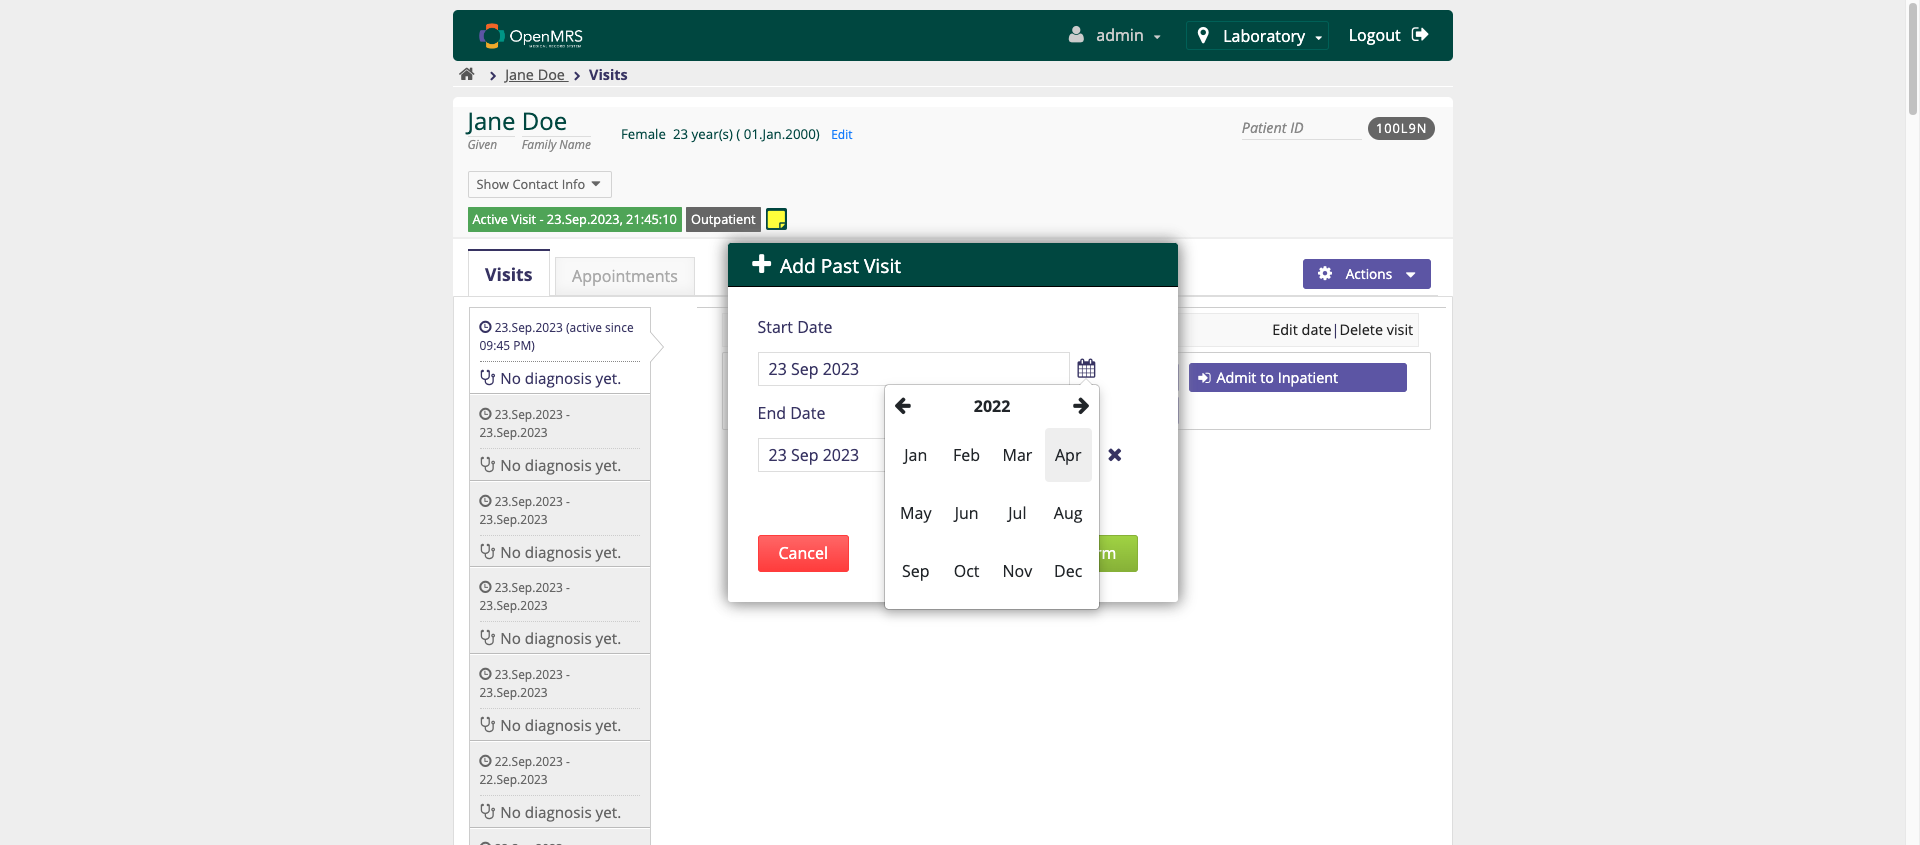 OpenMRS
MEDICAL RECORD SYSTEM
admin
Laboratory
Logout
Jane Doe
Visits
Jane Doe
Given
Family Name
Female 23 year(s) ( 01.Jan.2000) Edit
Patient ID
100L9N
Show Contact Info
Active Visit - 23.Sep.2023, 21:45:10
Outpatient
Visits
Appointments
Actions
23.Sep.2023 (active since
09:45 PM)
No diagnosis yet.
23.Sep.2023 -
23.Sep.2023
No diagnosis yet.
23.Sep.2023 -
23.Sep.2023
No diagnosis yet.
23.Sep.2023 -
23.Sep.2023
No diagnosis yet.
23.Sep.2023 -
23.Sep.2023
No diagnosis yet.
22.Sep.2023 -
22.Sep.2023
No diagnosis yet.
Edit date|Delete visit
Admit to Inpatient
Add Past Visit
Start Date
23 Sep 2023
End Date
23 Sep 2023
Cancel
rm
2022
Jan Feb Mar Apr
May Jun Jul Aug
Sep Oct Nov Dec